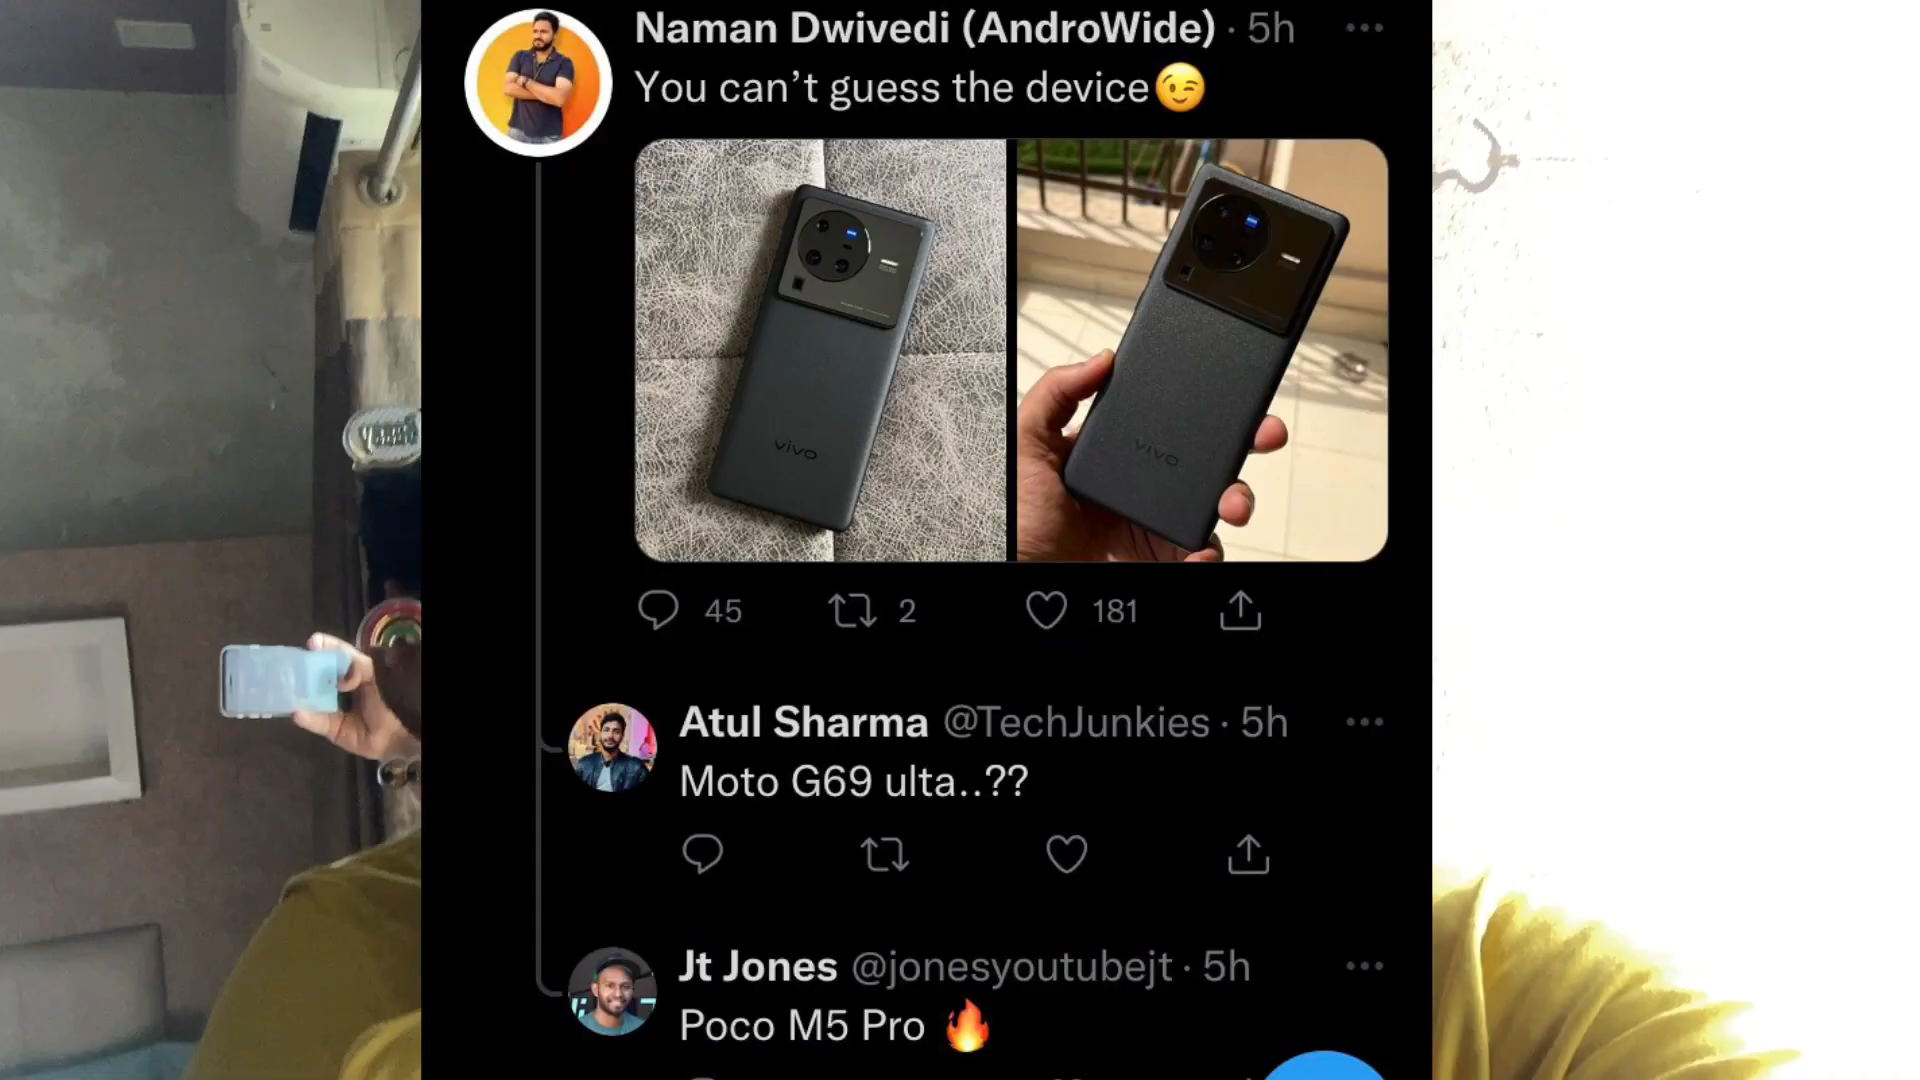 Naman Dwivedi (AndroWide) · 5h
You can’t guess the device😉
vivo
vivo
45 2 181
Atul Sharma @TechJunkies · 5h
Moto G69 ulta..??
Jt Jones @jonesyoutubejt · 5h
Poco M5 Pro 🔥